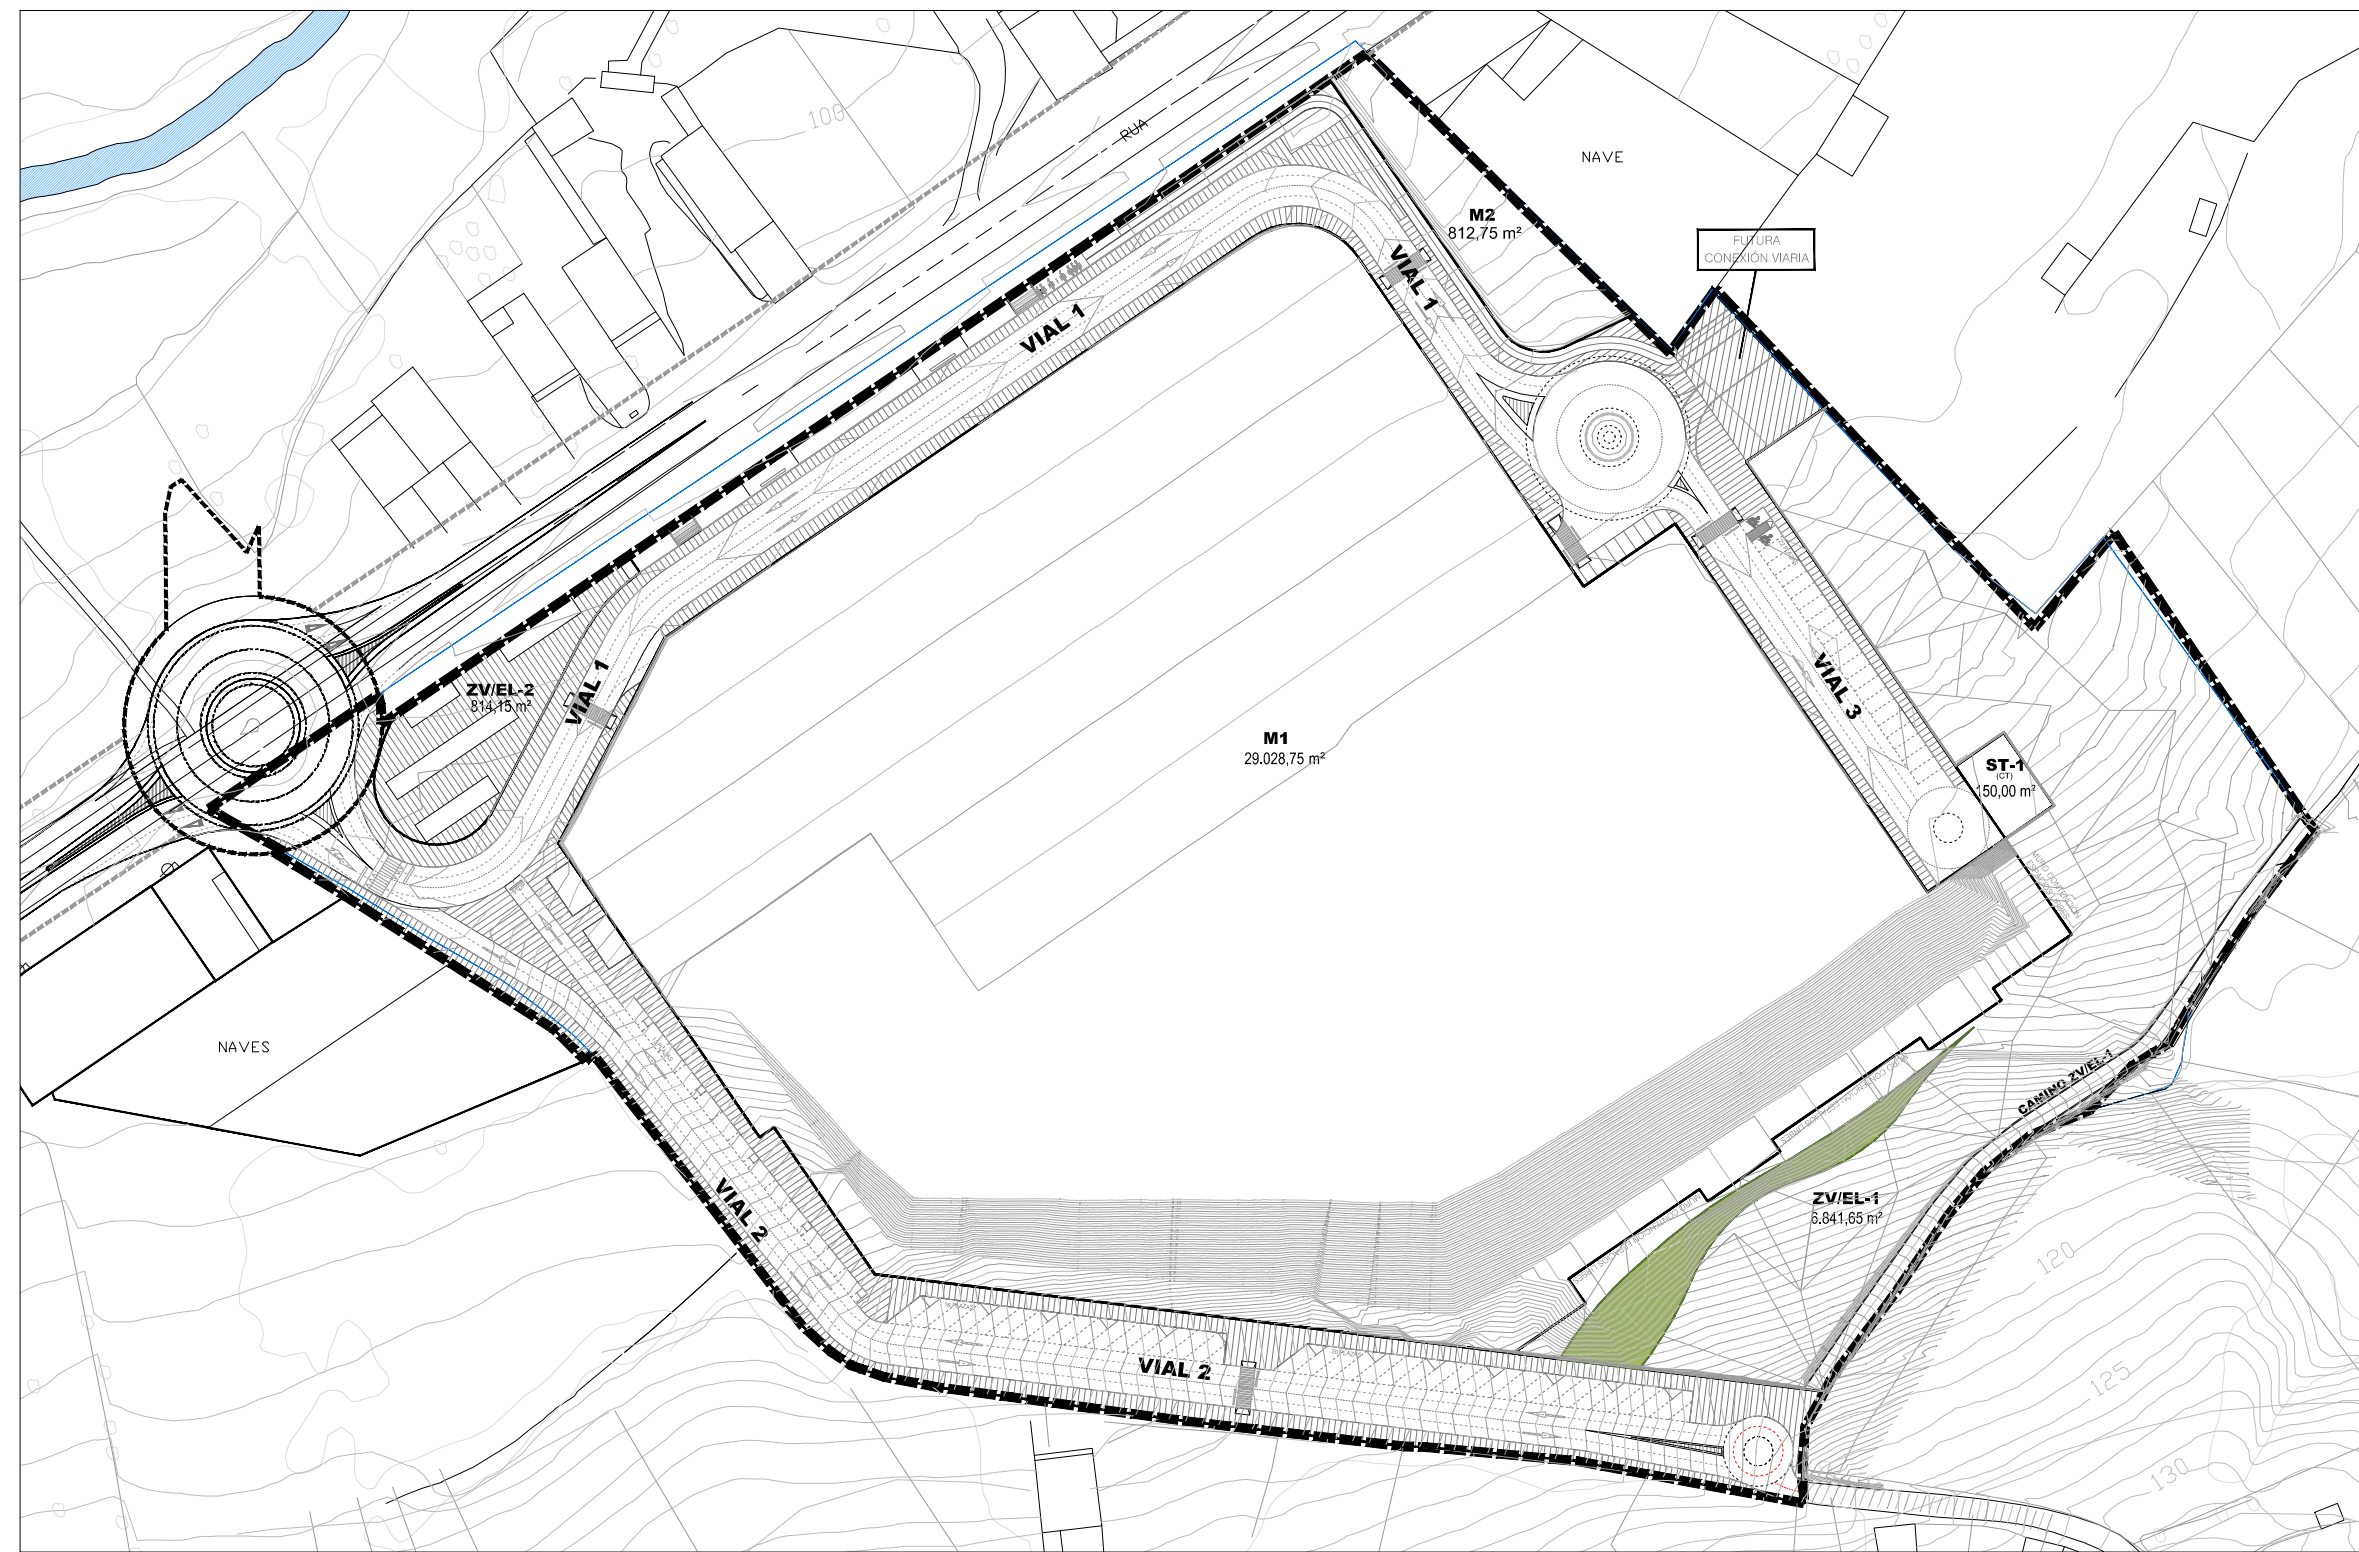 100
RUA
NAVE
M2
812,75 m²
FUTURA
CONEXIÓN VIARIA
VIAL 1
VIAL 1
VIAL 1
ZV/EL-2
814,15 m²
M1
29.028,75 m²
VIAL 3
ST-1
(CT)
150,00 m²
NAVES
CAMINO ZV/EL-1
ZV/EL-1
6.841,65 m²
VIAL 2
VIAL 2
120
125
130